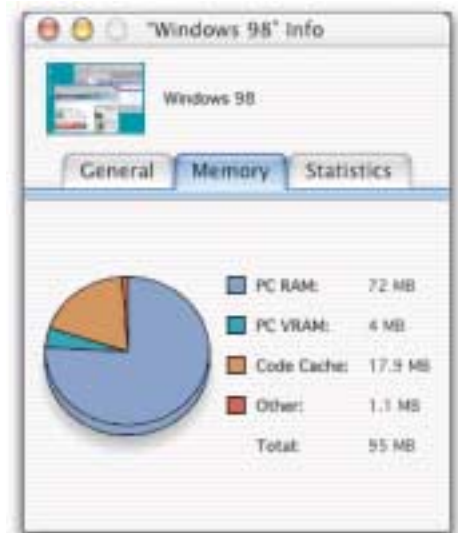 "Windows 98" Info
Windows 98
General Memory Statistics
PC RAM: 72 MB
PC VRAM: 4 MB
Code Cache: 17.9 MB
Other: 1.1 MB
Total: 95 MB